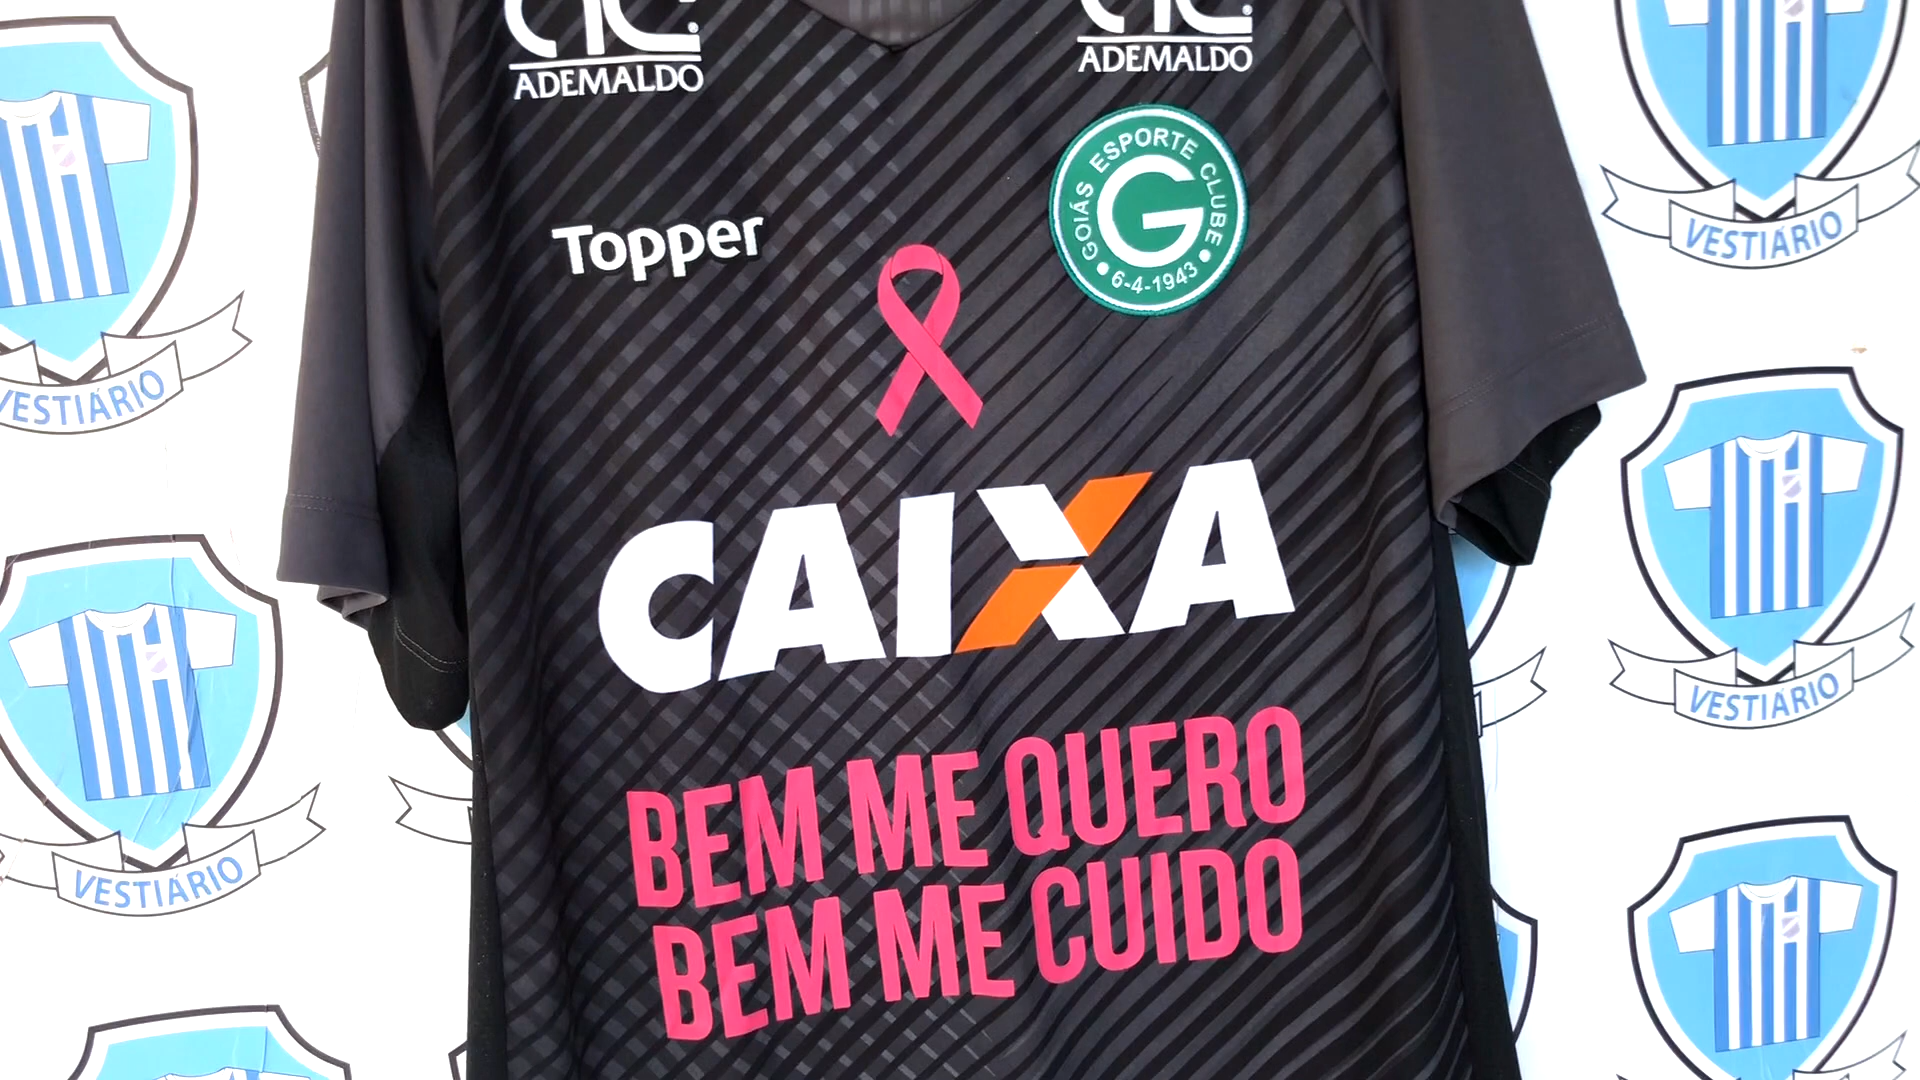 ADEMALDO
ADEMALDO
Topper
GOIÁS ESPORTE CLUBE
G
6-4-1943
CAIXA
BEM ME QUERO
BEM ME CUIDO
VESTIÁRIO
VESTIÁRIO
VESTIÁRIO
VESTIÁRIO